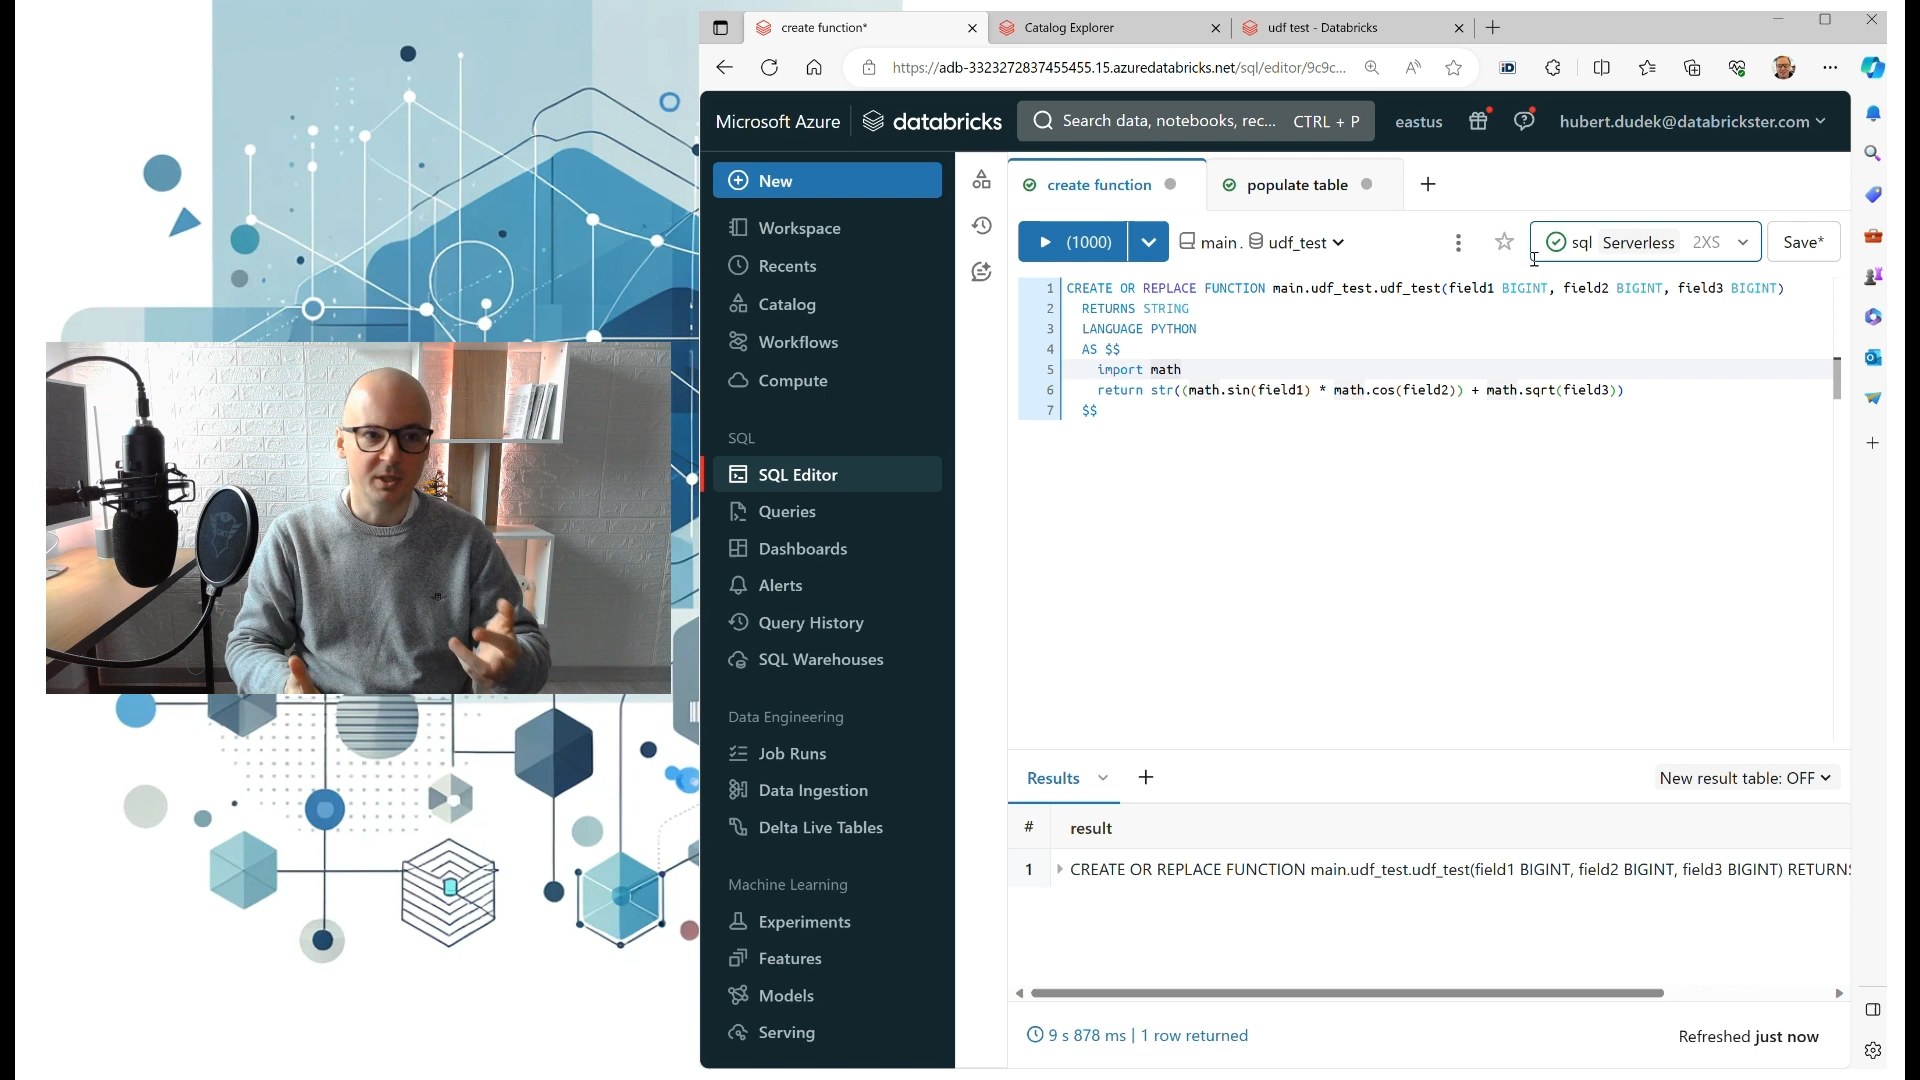 create function*
Catalog Explorer
udf test - Databricks
https://adb-3323272837455455.15.azuredatabricks.net/sql/editor/9c9c...
Microsoft Azure
databricks
Search data, notebooks, rec... CTRL + P
eastus
hubert.dudek@databrickster.com
New
Workspace
Recents
Catalog
Workflows
Compute
SQL
SQL Editor
Queries
Dashboards
Alerts
Query History
SQL Warehouses
Data Engineering
Job Runs
Data Ingestion
Delta Live Tables
Machine Learning
Experiments
Features
Models
Serving
create function
populate table
(1000)
main. udf_test
sql Serverless 2XS
Save*
1 CREATE OR REPLACE FUNCTION main.udf_test.udf_test(field1 BIGINT, field2 BIGINT, field3 BIGINT)
2 RETURNS STRING
3 LANGUAGE PYTHON
4 AS $$
5 import math
6 return str((math.sin(field1) * math.cos(field2)) + math.sqrt(field3))
7 $$
Results
New result table: OFF
# result
1 CREATE OR REPLACE FUNCTION main.udf_test.udf_test(field1 BIGINT, field2 BIGINT, field3 BIGINT) RETURNS
9 s 878 ms | 1 row returned
Refreshed just now